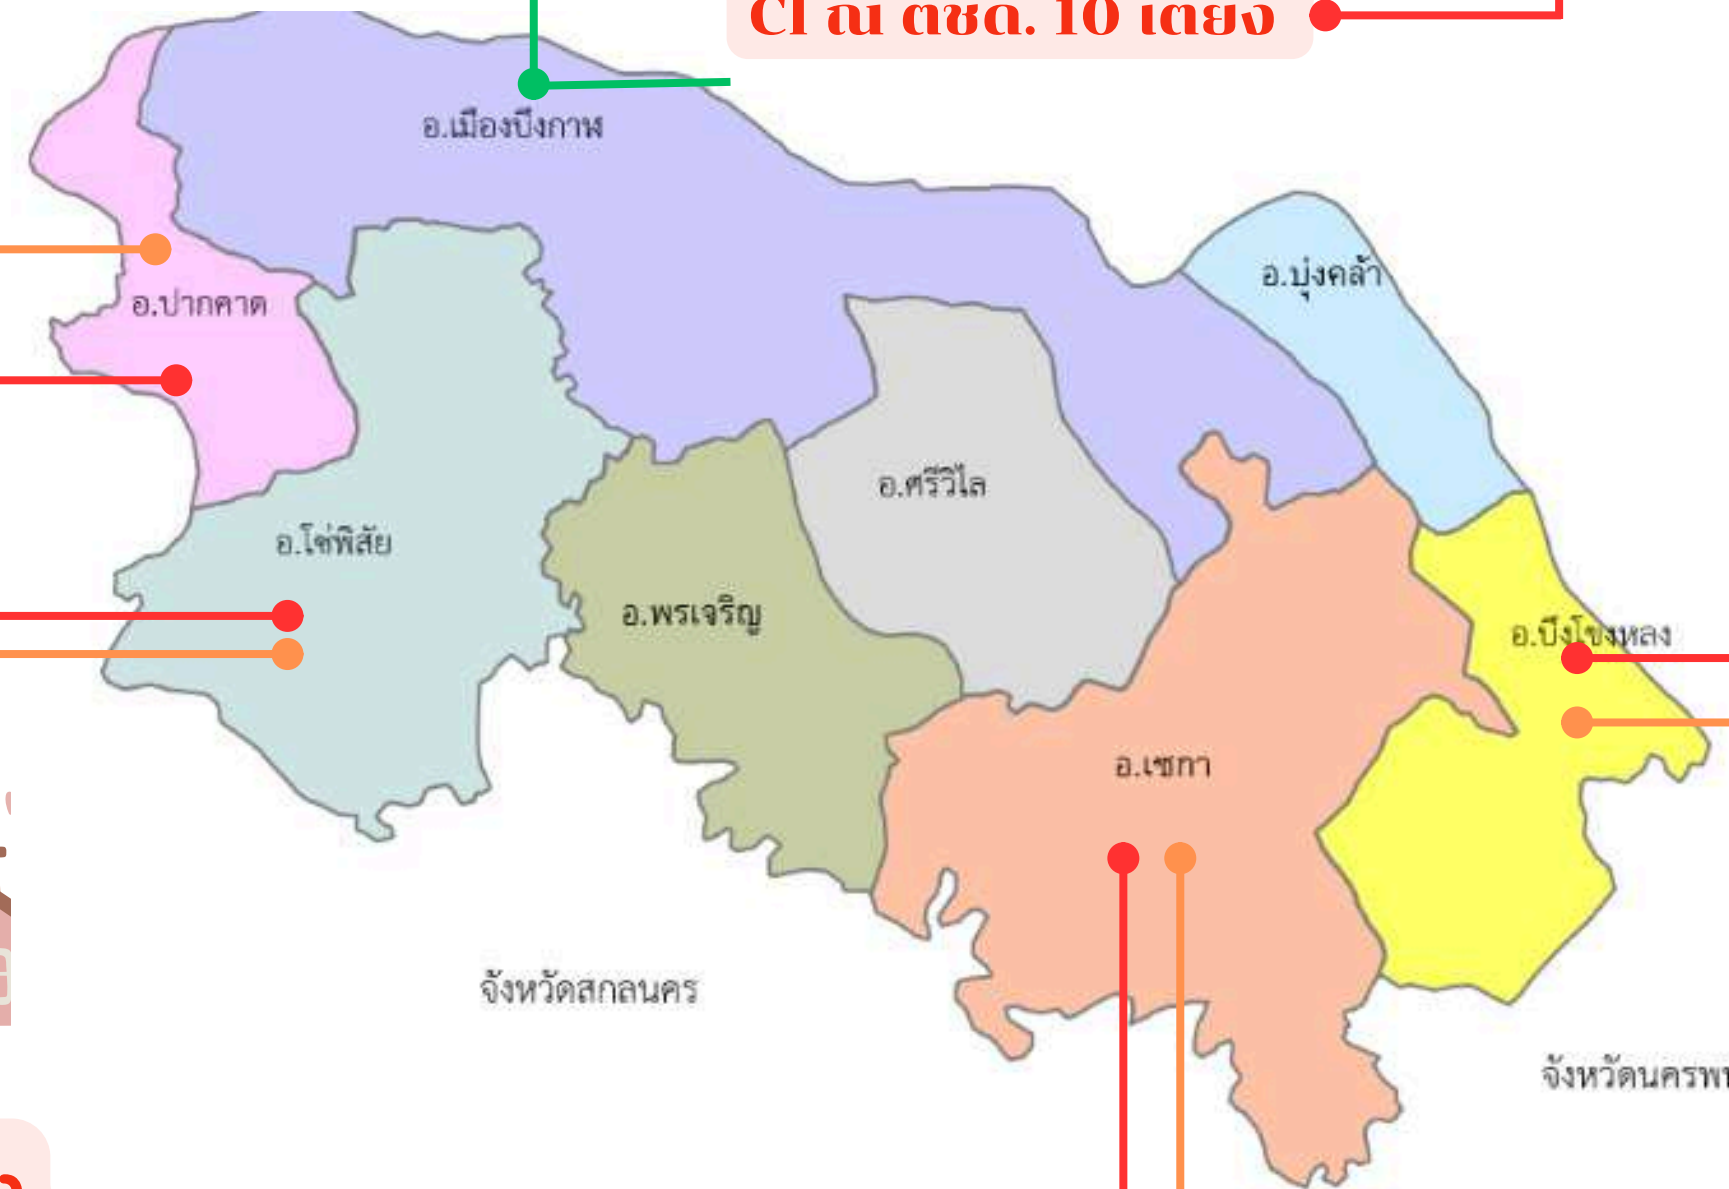 CI ณ ตชด. 10 เตียง
อ.เมืองบึงกาฬ
อ.บุ่งคล้า
อ.ปากคาด
อ.ศรีวิไล
อ.โซ่พิสัย
อ.พรเจริญ
อ.บึงโขงหลง
อ.เซกา
จังหวัดสกลนคร